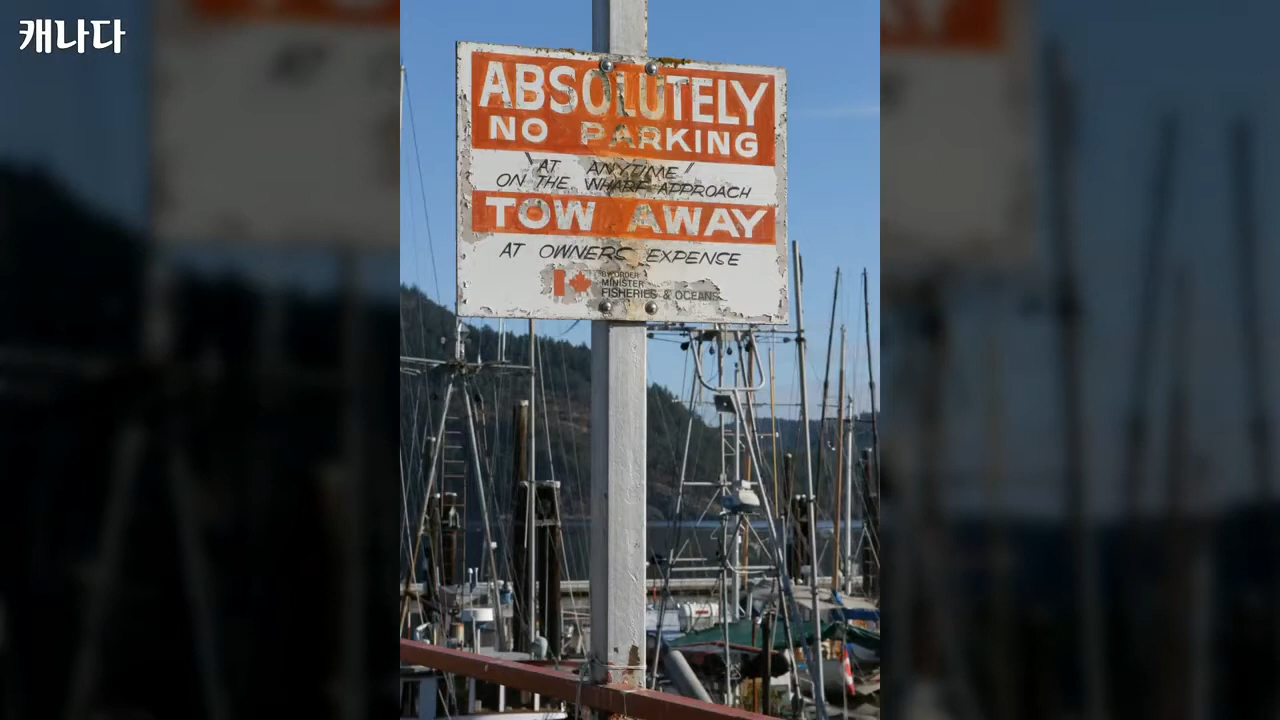 캐나다
ABSOLUTELY
NO PARKING
"AT ANYTIME"
ON THE WHARF APPROACH
TOW AWAY
AT OWNERS EXPENSE
BY ORDER
MINISTER
FISHERIES & OCEANS